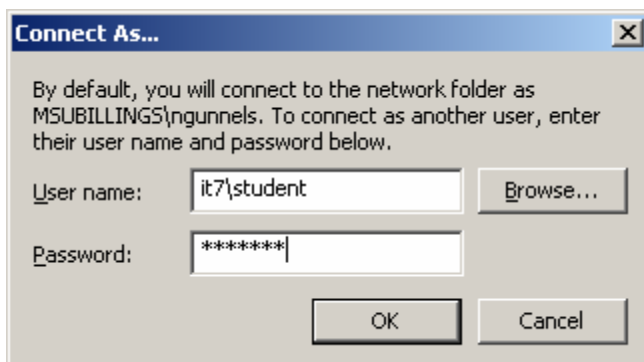 Connect As...
By default, you will connect to the network folder as
MSUBILLINGS\ngunnels. To connect as another user, enter
their user name and password below.
User name: it7\student Browse...
Password: *******
OK Cancel